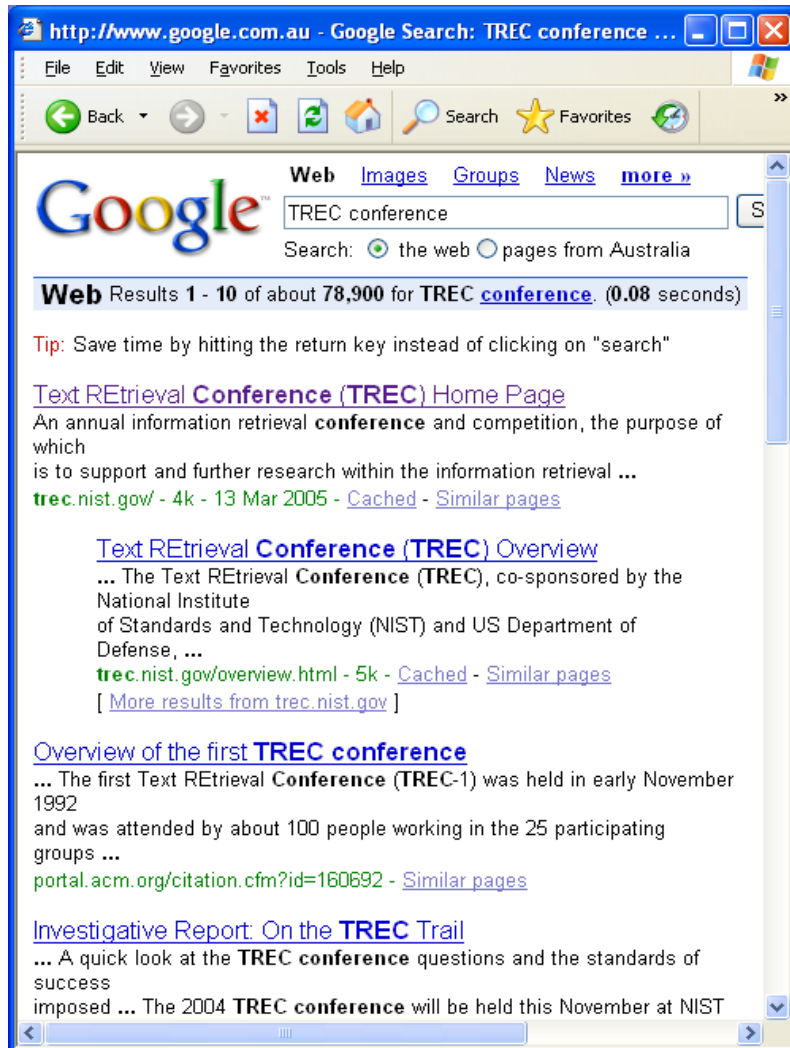 http://www.google.com.au - Google Search: TREC conference ...
File Edit View Favorites Tools Help
Back Search Favorites »
Web Images Groups News more »
Google™
TREC conference S
Search: the web pages from Australia
Web Results 1 - 10 of about 78,900 for TREC conference. (0.08 seconds)
Tip: Save time by hitting the return key instead of clicking on "search"
Text REtrieval Conference (TREC) Home Page
An annual information retrieval conference and competition, the purpose of
which
is to support and further research within the information retrieval ...
trec.nist.gov/ - 4k - 13 Mar 2005 - Cached - Similar pages
Text REtrieval Conference (TREC) Overview
... The Text REtrieval Conference (TREC), co-sponsored by the
National Institute
of Standards and Technology (NIST) and US Department of
Defense, ...
trec.nist.gov/overview.html - 5k - Cached - Similar pages
[ More results from trec.nist.gov ]
Overview of the first TREC conference
... The first Text REtrieval Conference (TREC-1) was held in early November
1992
and was attended by about 100 people working in the 25 participating
groups ...
portal.acm.org/citation.cfm?id=160692 - Similar pages
Investigative Report: On the TREC Trail
... A quick look at the TREC conference questions and the standards of
success
imposed ... The 2004 TREC conference will be held this November at NIST